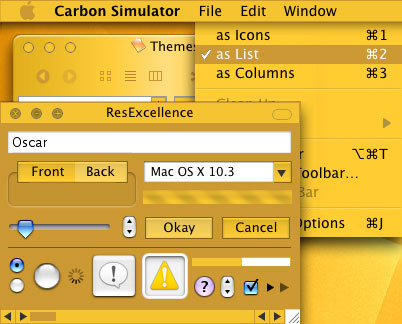 Carbon Simulator File Edit Window
as Icons ⌘1
✓ as List ⌘2
as Columns ⌘3
Clean Up
Themes
ResExcellence
Oscar
Front Back
Mac OS X 10.3
Okay Cancel
r ⌥⌘T
Toolbar...
Bar
Options ⌘J
?